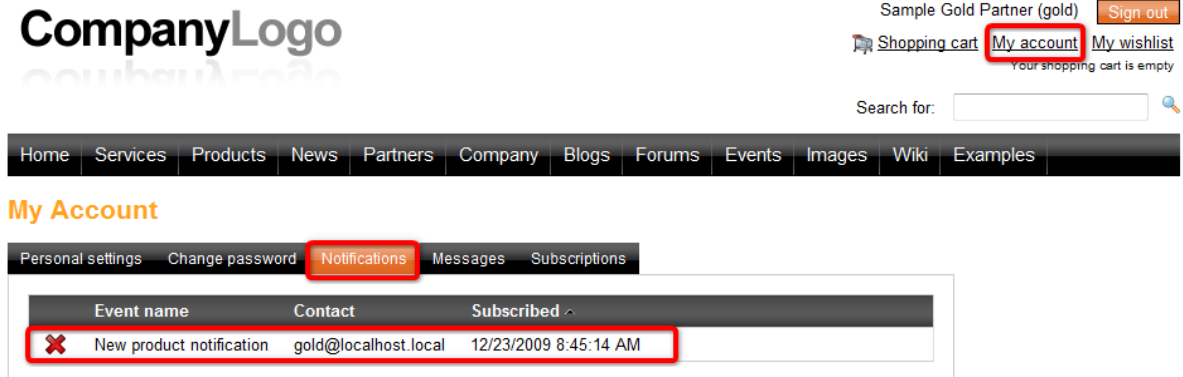 CompanyLogo
Sample Gold Partner (gold) Sign out
Shopping cart My account My wishlist
Your shopping cart is empty
Search for:
Home Services Products News Partners Company Blogs Forums Events Images Wiki Examples
My Account
Personal settings Change password Notifications Messages Subscriptions
Event name Contact Subscribed
New product notification gold@localhost.local 12/23/2009 8:45:14 AM